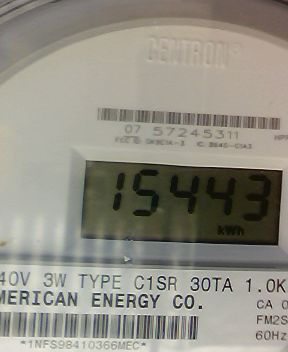 CENTRON®
07 57245311
15443
kWh
40V 3W TYPE C1SR 30TA 1.0K
MERICAN ENERGY CO.
CA 0
FM2S
60Hz
*1NFS98410366MEC*